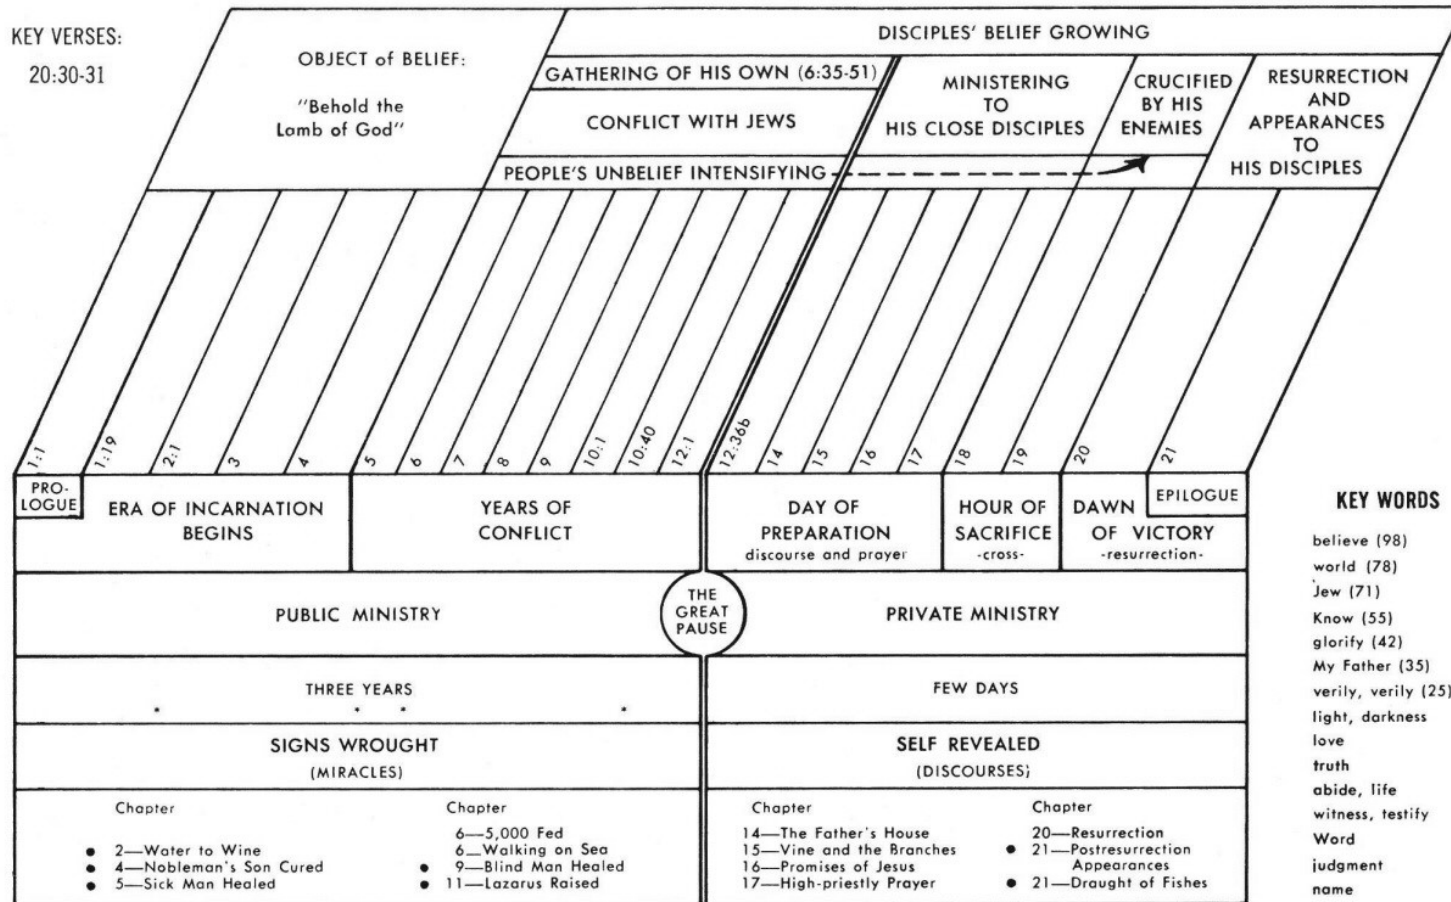 KEY VERSES:
20:30-31
OBJECT of BELIEF:
"Behold the
Lamb of God"
DISCIPLES' BELIEF GROWING
GATHERING OF HIS OWN (6:35-51)
CONFLICT WITH JEWS
PEOPLE'S UNBELIEF INTENSIFYING
MINISTERING
TO
HIS CLOSE DISCIPLES
CRUCIFIED
BY HIS
ENEMIES
RESURRECTION
AND
APPEARANCES
TO
HIS DISCIPLES
1:1
1:19
2:1
3
4
5
6
7
8
9
10:1
10:40
12:1
12:36b
14
15
16
17
18
19
20
21
PRO-
LOGUE
ERA OF INCARNATION
BEGINS
YEARS OF
CONFLICT
DAY OF
PREPARATION
discourse and prayer
HOUR OF
SACRIFICE
-cross-
DAWN
OF VICTORY
-resurrection-
EPILOGUE
PUBLIC MINISTRY
THE
GREAT
PAUSE
PRIVATE MINISTRY
THREE YEARS
FEW DAYS
SIGNS WROUGHT
(MIRACLES)
SELF REVEALED
(DISCOURSES)
Chapter
● 2—Water to Wine
● 4—Nobleman's Son Cured
● 5—Sick Man Healed
Chapter
6—5,000 Fed
6—Walking on Sea
● 9—Blind Man Healed
● 11—Lazarus Raised
Chapter
14—The Father's House
15—Vine and the Branches
16—Promises of Jesus
17—High-priestly Prayer
Chapter
20—Resurrection
● 21—Postresurrection
Appearances
● 21—Draught of Fishes
KEY WORDS
believe (98)
world (78)
Jew (71)
Know (55)
glorify (42)
My Father (35)
verily, verily (25)
light, darkness
love
truth
abide, life
witness, testify
Word
judgment
name